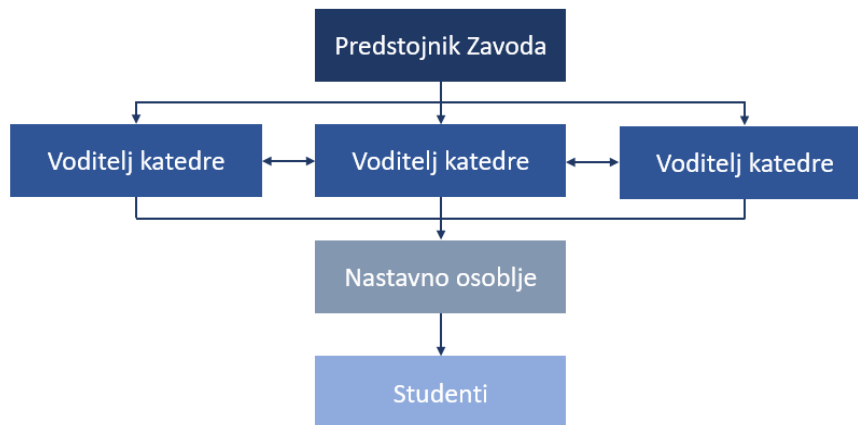 Predstojnik Zavoda
Voditelj katedre
Voditelj katedre
Voditelj katedre
Nastavno osoblje
Studenti